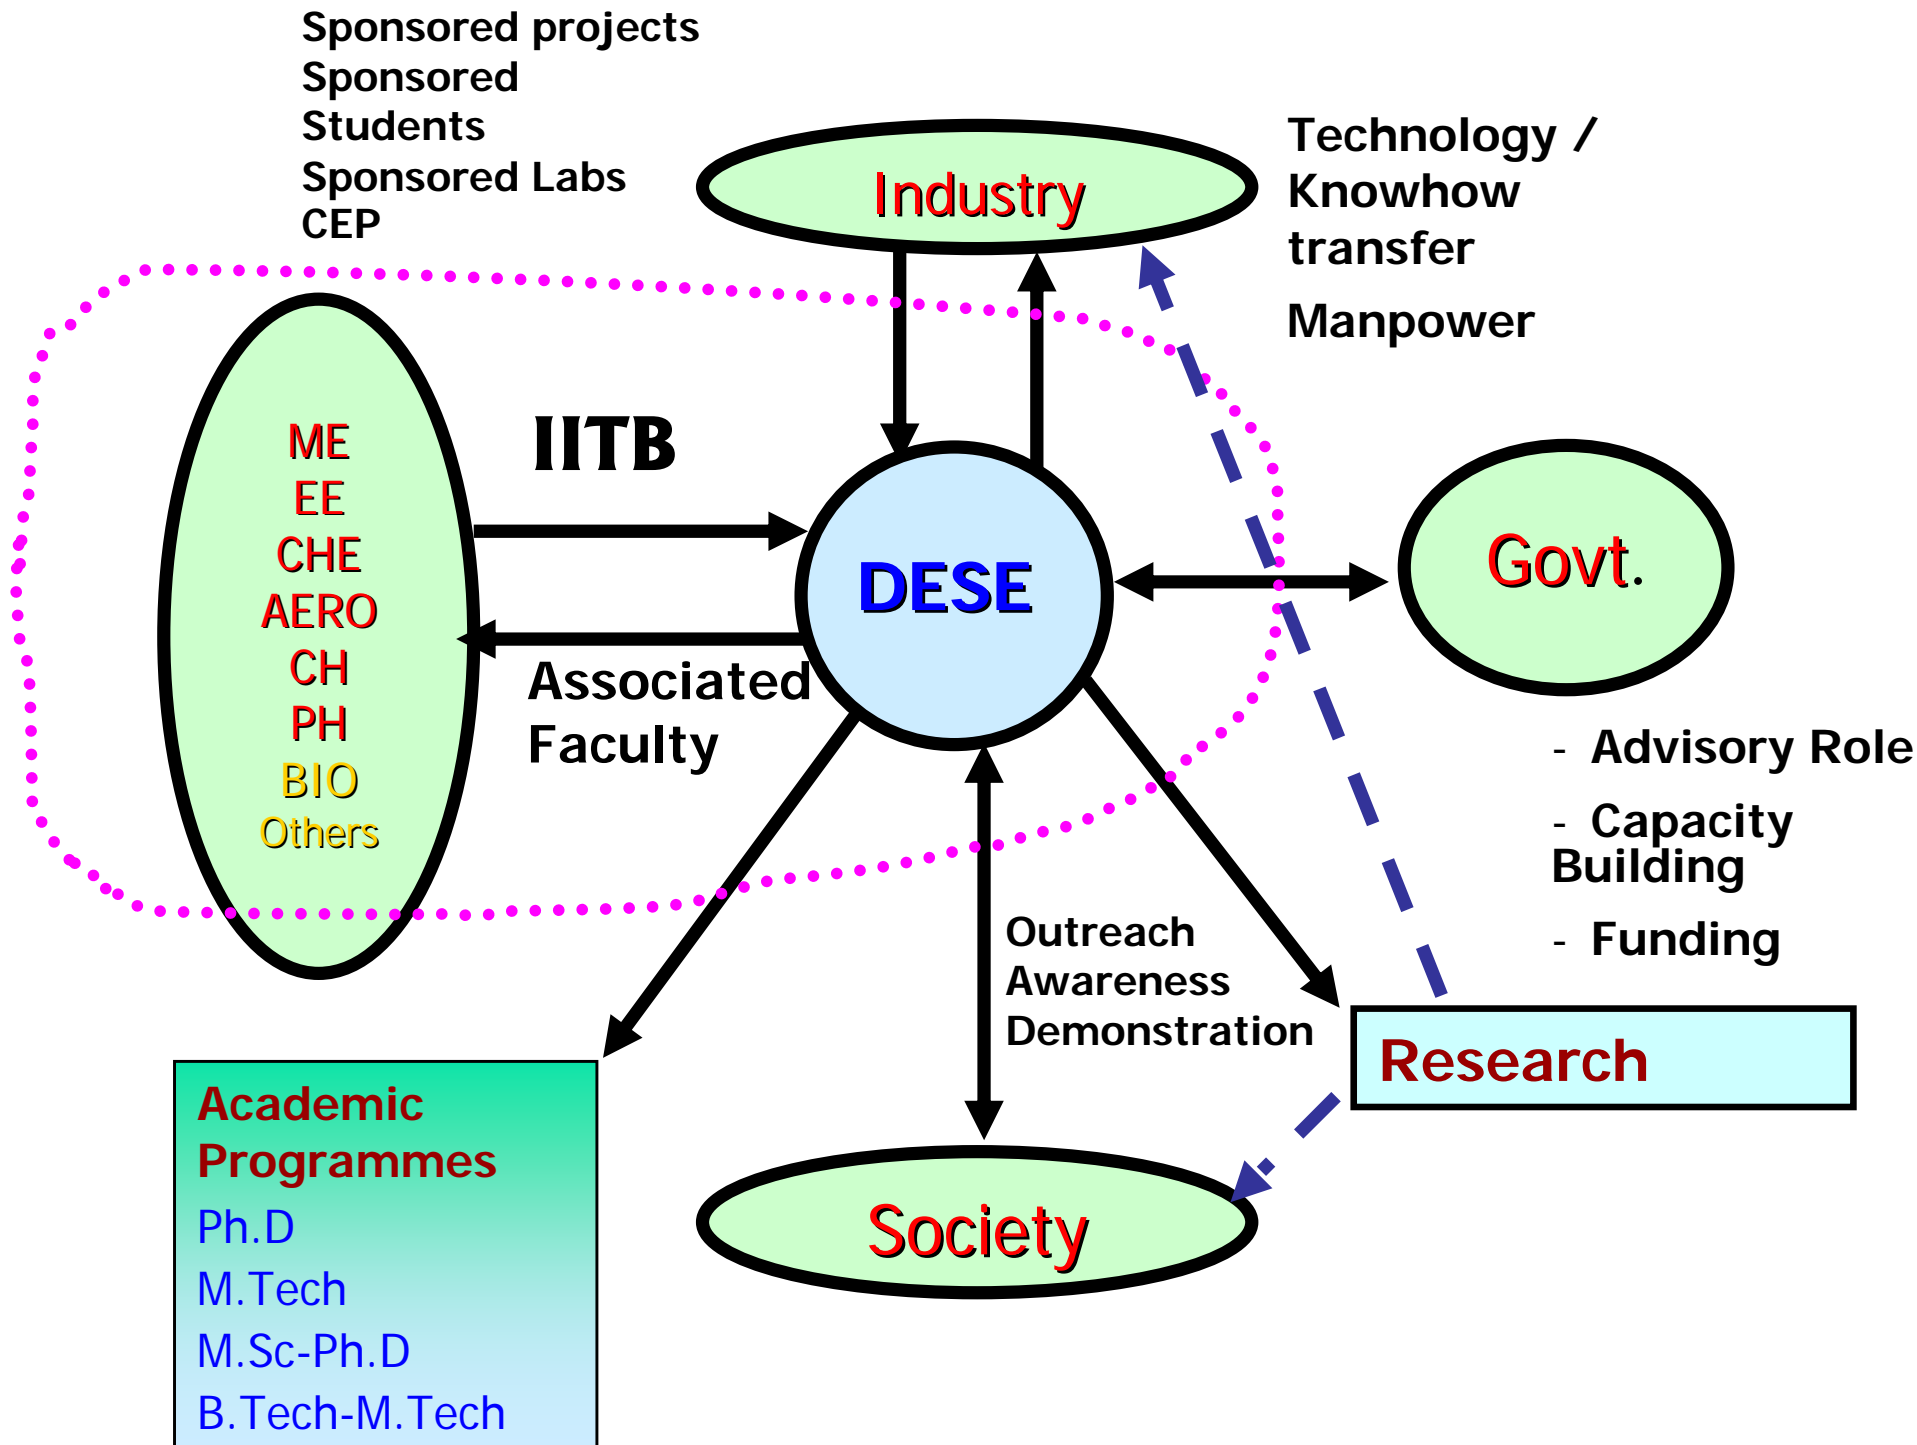 Sponsored projects
Sponsored
Students
Sponsored Labs
CEP
Industry
Technology /
Knowhow
transfer
Manpower
ME
EE
CHE
AERO
CH
PH
BIO
Others
IITB
Associated
Faculty
DESE
Govt.
- Advisory Role
- Capacity
Building
- Funding
Outreach
Awareness
Demonstration
Research
Academic
Programmes
Ph.D
M.Tech
M.Sc-Ph.D
B.Tech-M.Tech
Society